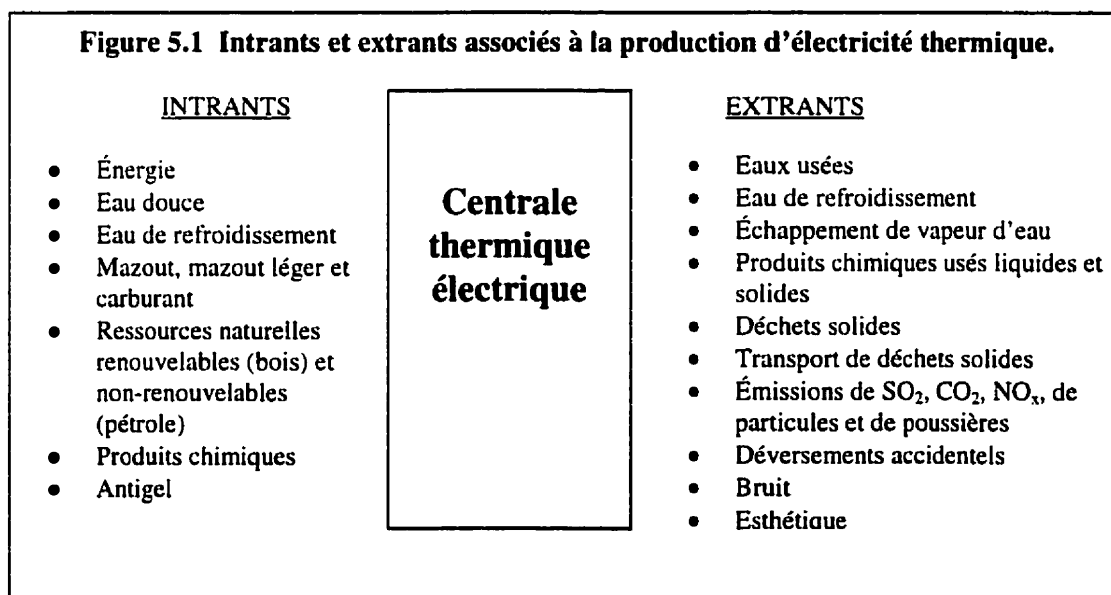 Figure 5.1 Intrants et extrants associés à la production d'électricité thermique.
INTRANTS
● Énergie
● Eau douce
● Eau de refroidissement
● Mazout, mazout léger et
carburant
● Ressources naturelles
renouvelables (bois) et
non-renouvelables
(pétrole)
● Produits chimiques
● Antigel
Centrale
thermique
électrique
EXTRANTS
● Eaux usées
● Eau de refroidissement
● Échappement de vapeur d'eau
● Produits chimiques usés liquides et
solides
● Déchets solides
● Transport de déchets solides
● Émissions de SO₂, CO₂, NOₓ, de
particules et de poussières
● Déversements accidentels
● Bruit
● Esthétique